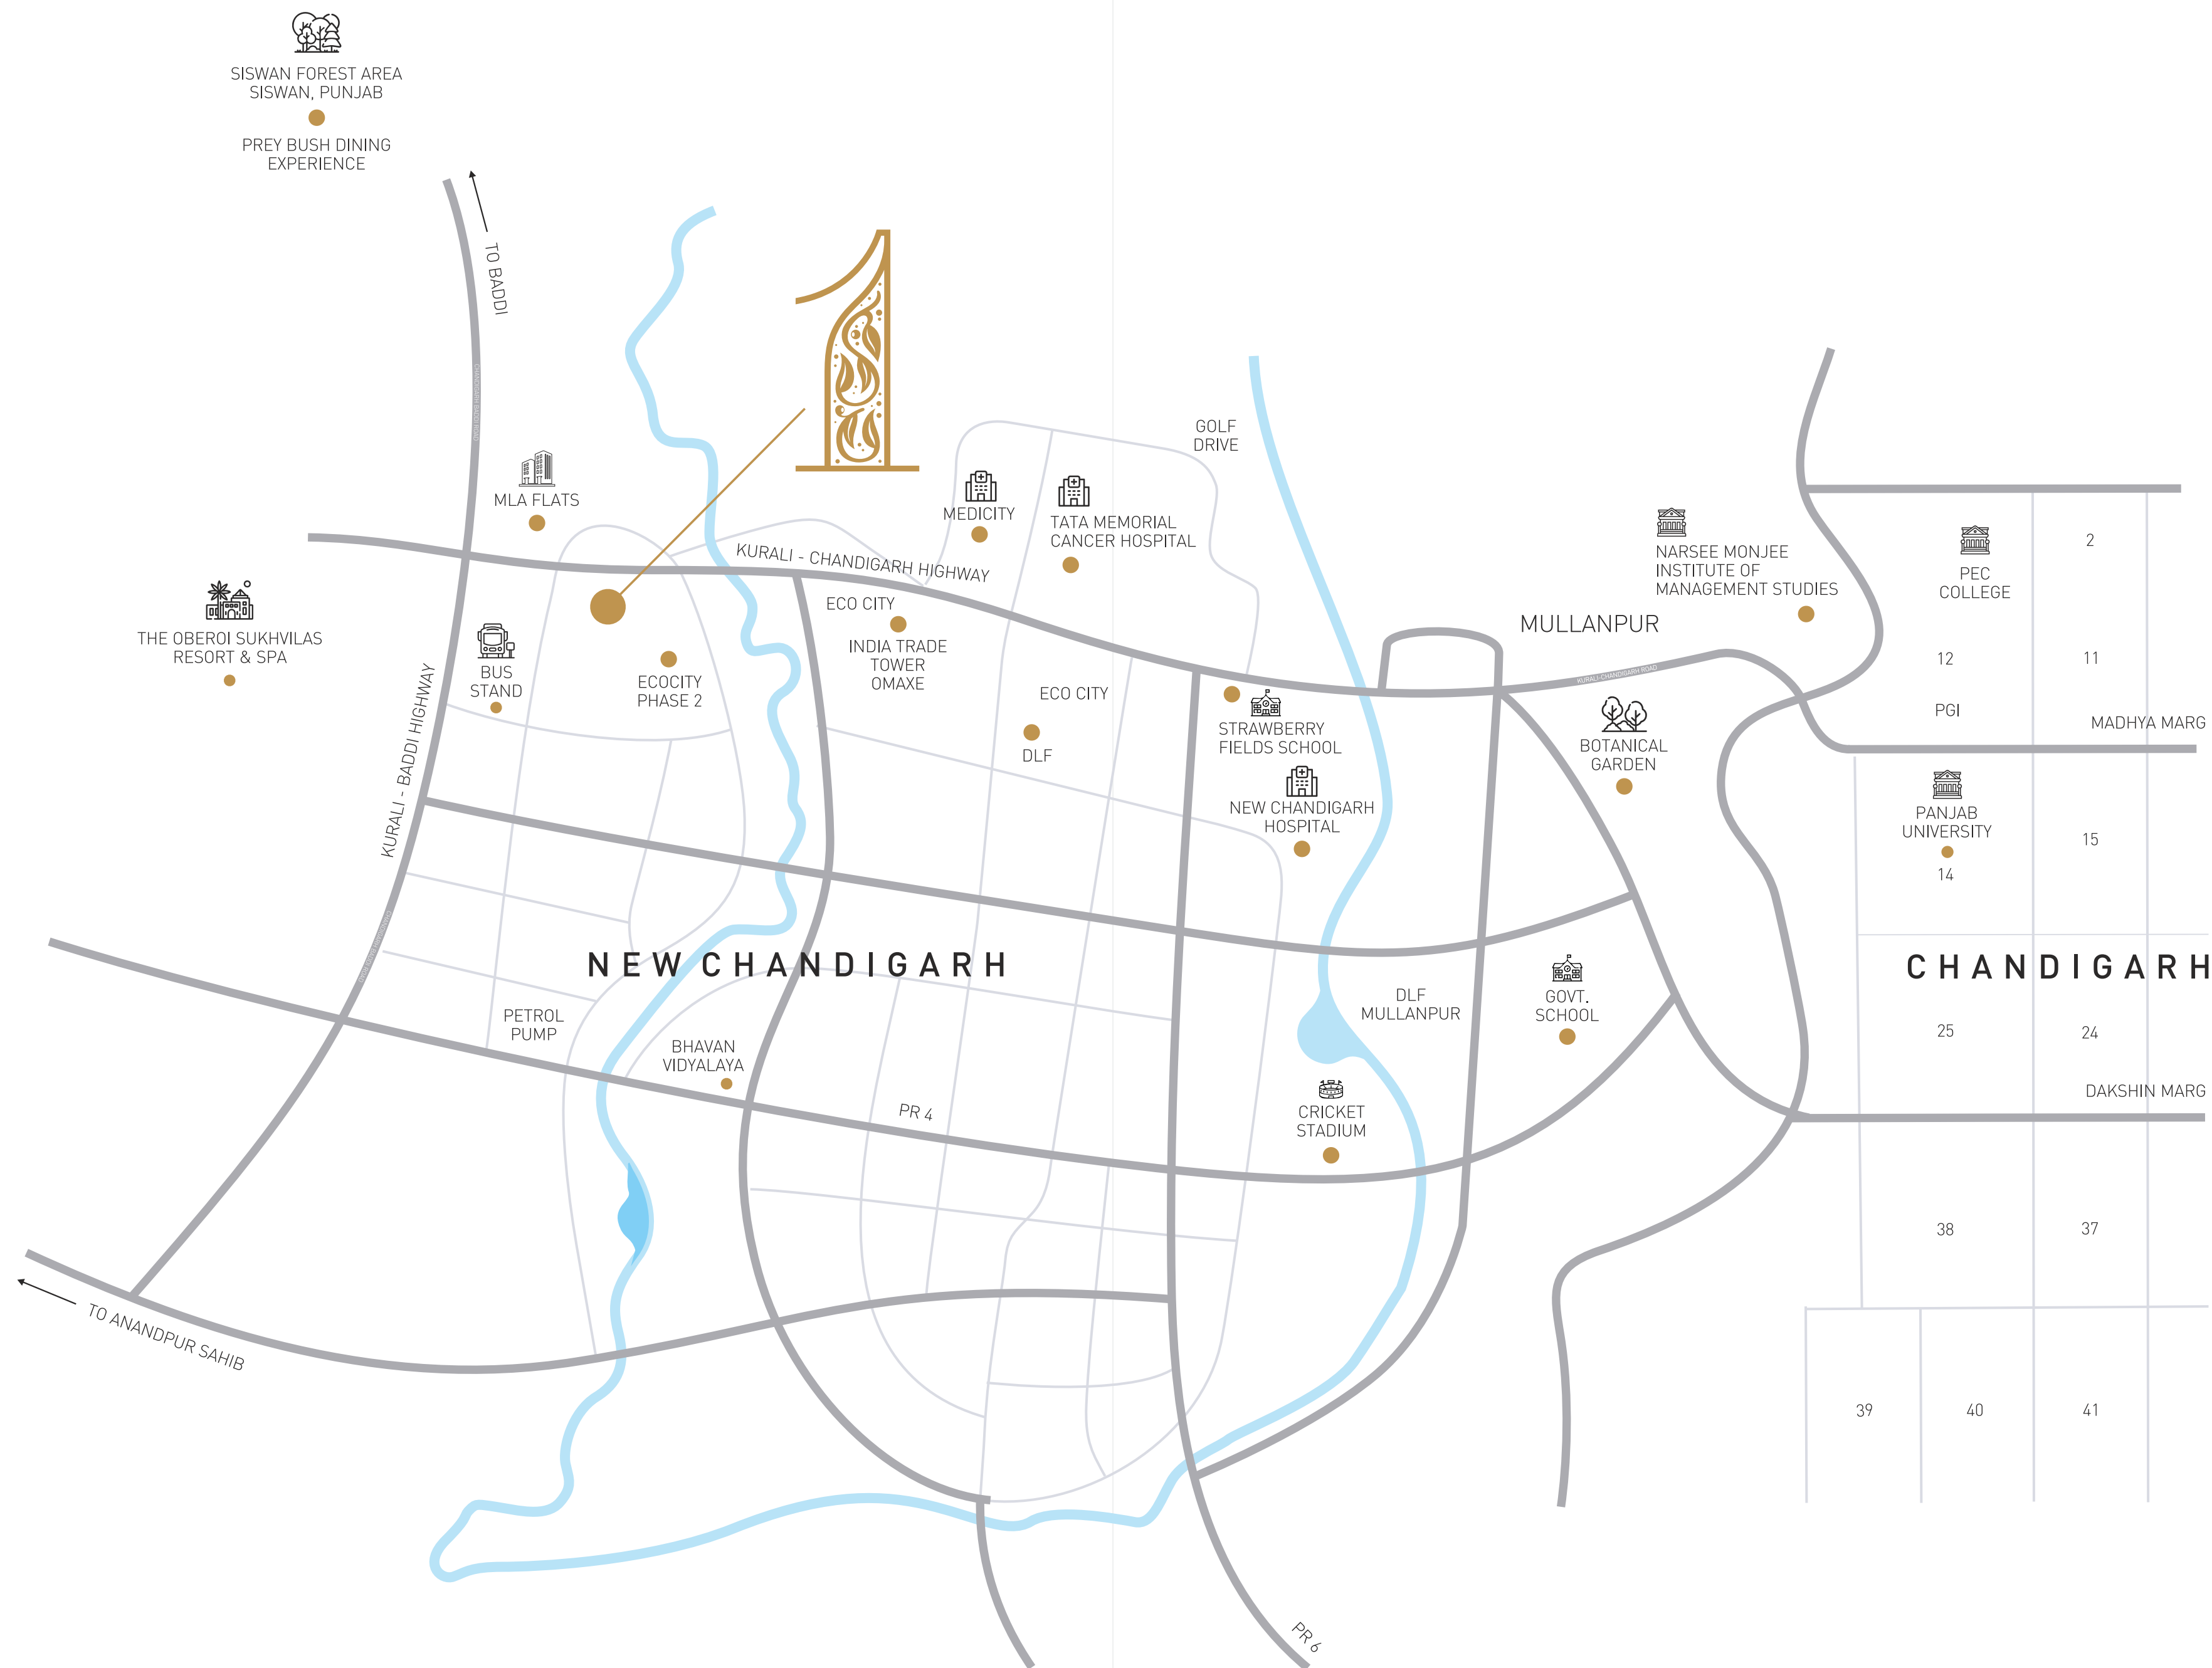 SISWAN FOREST AREA
SISWAN, PUNJAB
PREY BUSH DINING
EXPERIENCE
TO BADDI
GOLF
DRIVE
MLA FLATS
MEDICITY
TATA MEMORIAL
CANCER HOSPITAL
KURALI - CHANDIGARH HIGHWAY
NARSEE MONJEE
INSTITUTE OF
MANAGEMENT STUDIES
PEC
COLLEGE
2
THE OBEROI SUKHVILAS
RESORT & SPA
BUS
STAND
ECOCITY
PHASE 2
ECO CITY
INDIA TRADE
TOWER
OMAXE
ECO CITY
DLF
MULLANPUR
KURALI-CHANDIGARH ROAD
12
11
PGI
MADHYA MARG
STRAWBERRY
FIELDS SCHOOL
BOTANICAL
GARDEN
NEW CHANDIGARH
HOSPITAL
KURALI - BADDI HIGHWAY
PANJAB
UNIVERSITY
14
15
NEW CHANDIGARH
CHANDIGARH
PETROL
PUMP
BHAVAN
VIDYALAYA
DLF
MULLANPUR
GOVT.
SCHOOL
25
24
DAKSHIN MARG
PR 4
CRICKET
STADIUM
38
37
TO ANANDPUR SAHIB
39
40
41
PR 6